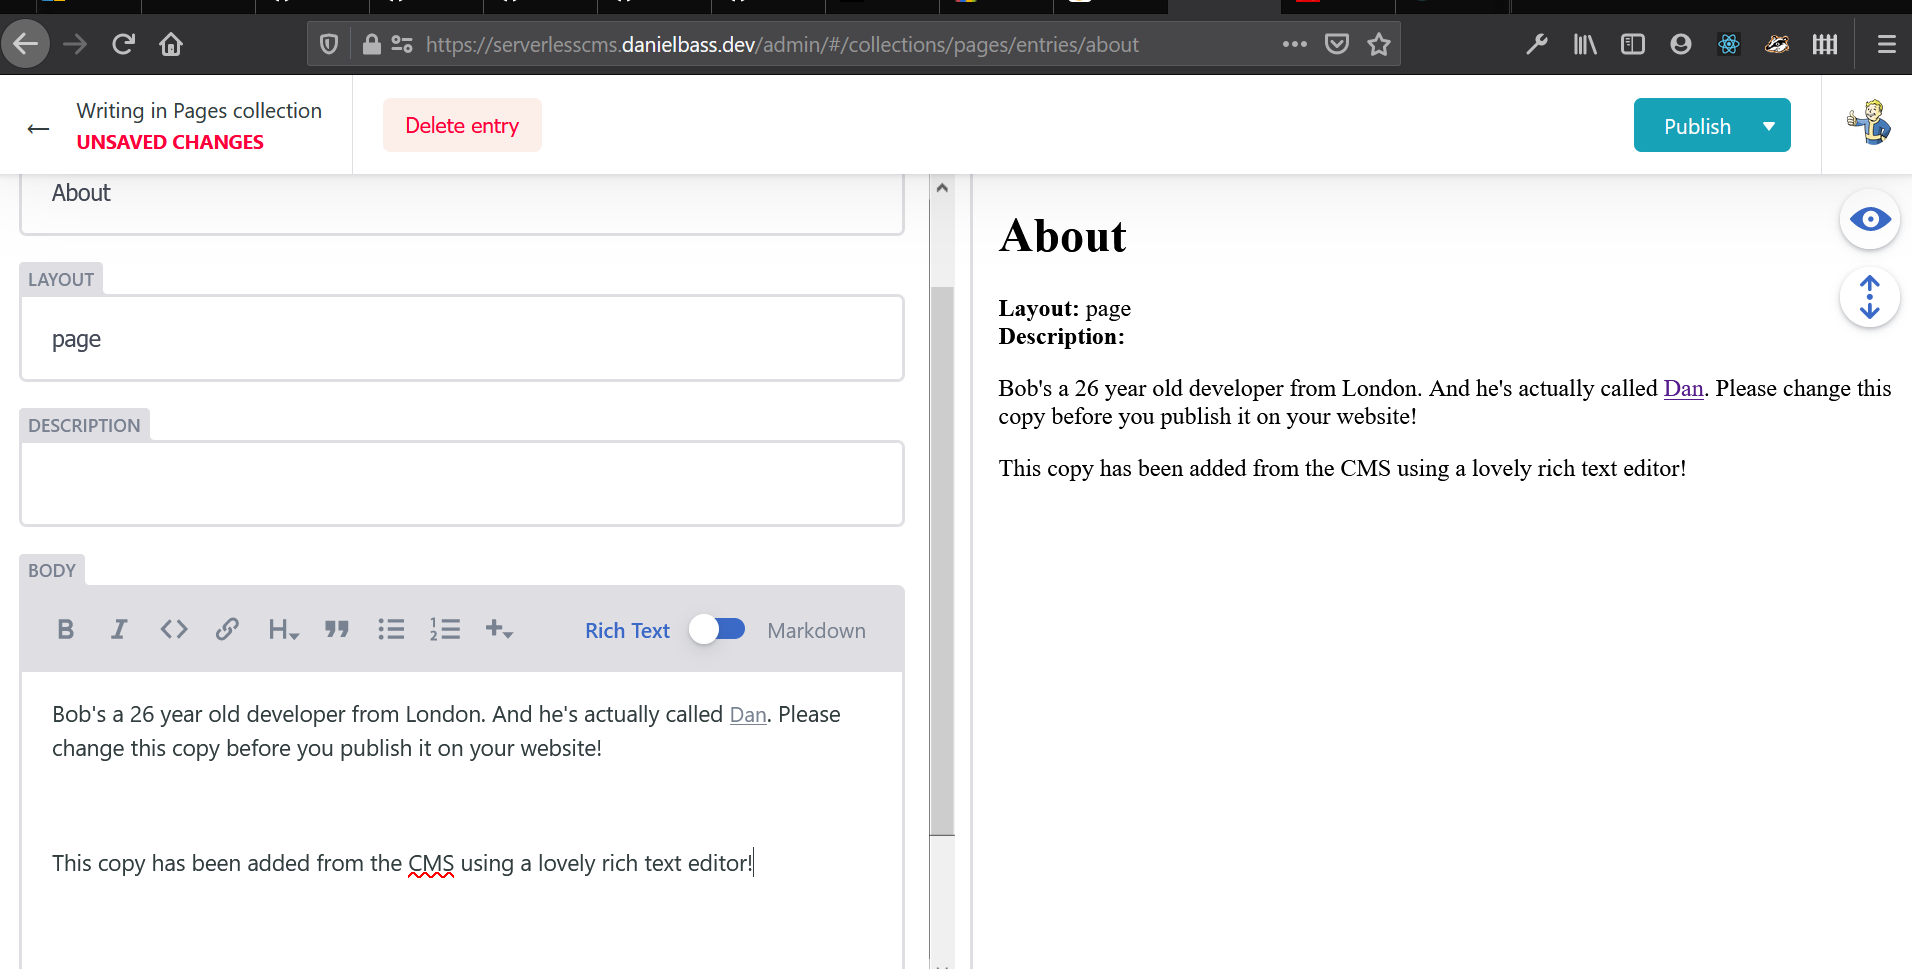 https://serverlesscms.danielbass.dev/admin/#/collections/pages/entries/about
Writing in Pages collection
UNSAVED CHANGES
Delete entry
Publish
About
LAYOUT
page
DESCRIPTION
BODY
B I H
Rich Text
Markdown
Bob's a 26 year old developer from London. And he's actually called Dan. Please
change this copy before you publish it on your website!
This copy has been added from the CMS using a lovely rich text editor!
About
Layout: page
Description:
Bob's a 26 year old developer from London. And he's actually called Dan. Please change this
copy before you publish it on your website!
This copy has been added from the CMS using a lovely rich text editor!